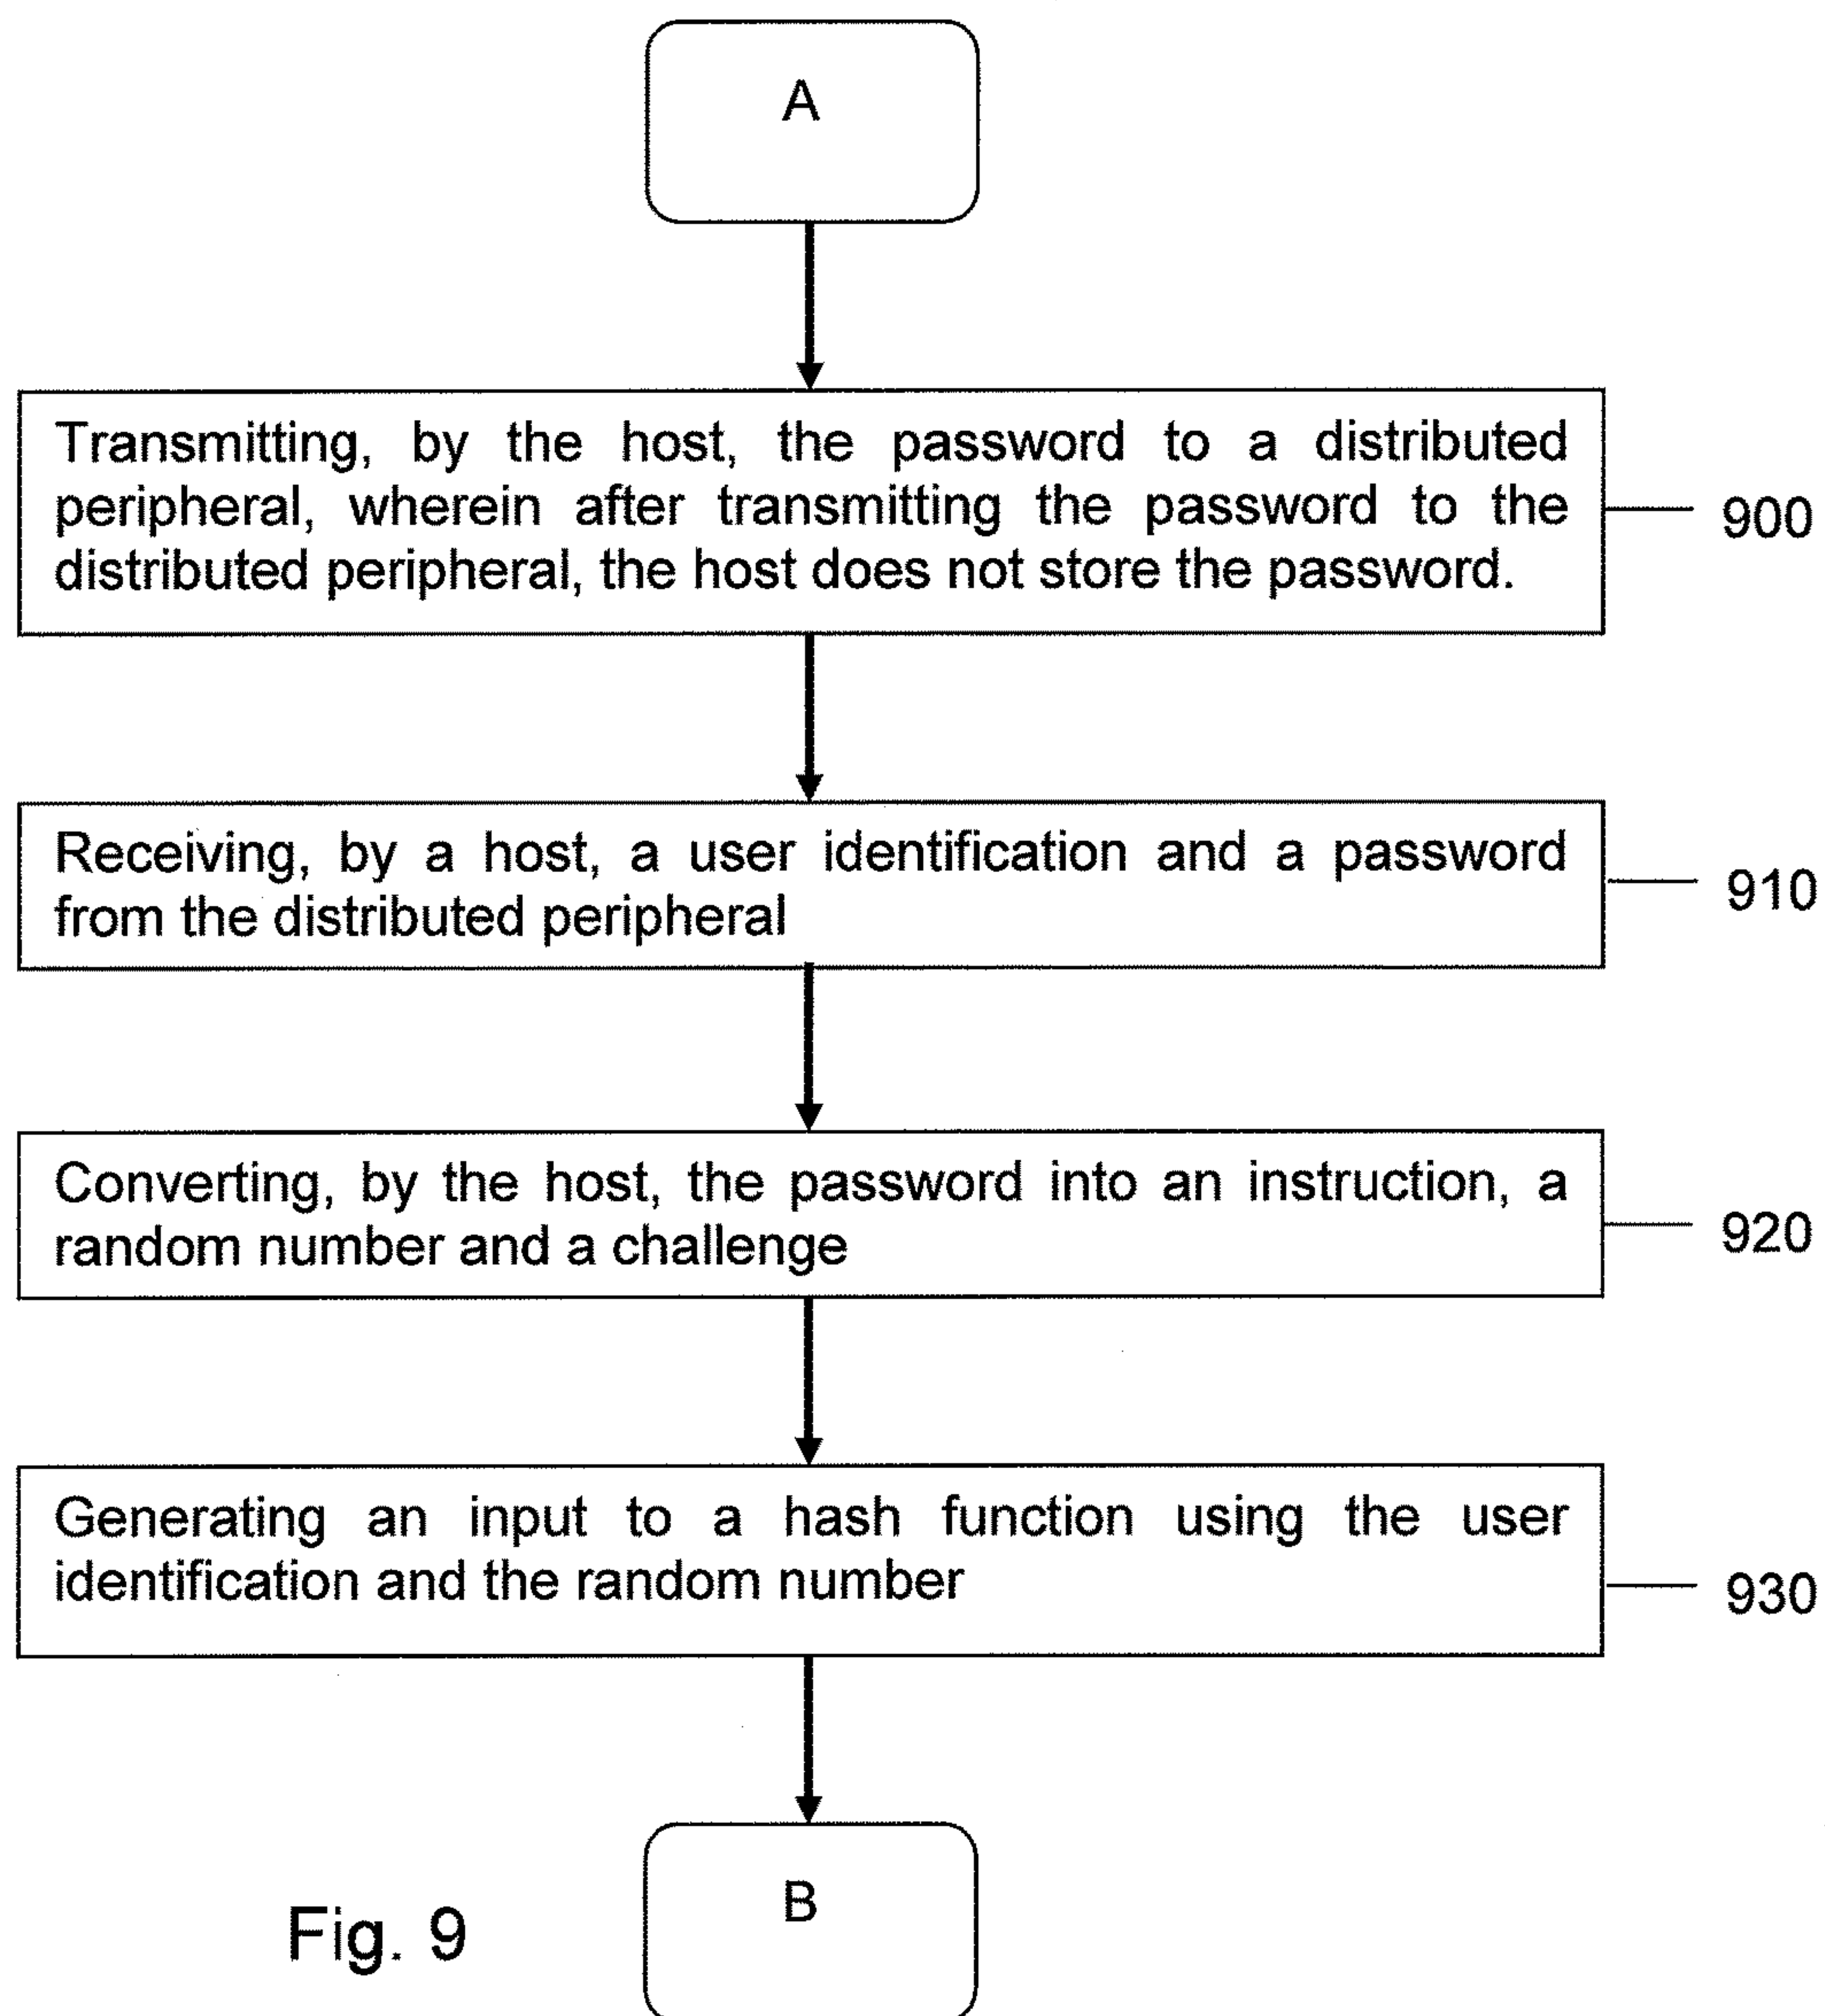 A
Transmitting, by the host, the password to a distributed
peripheral, wherein after transmitting the password to the
distributed peripheral, the host does not store the password.
900
Receiving, by a host, a user identification and a password
from the distributed peripheral
910
Converting, by the host, the password into an instruction, a
random number and a challenge
920
Generating an input to a hash function using the user
identification and the random number
930
B
Fig. 9